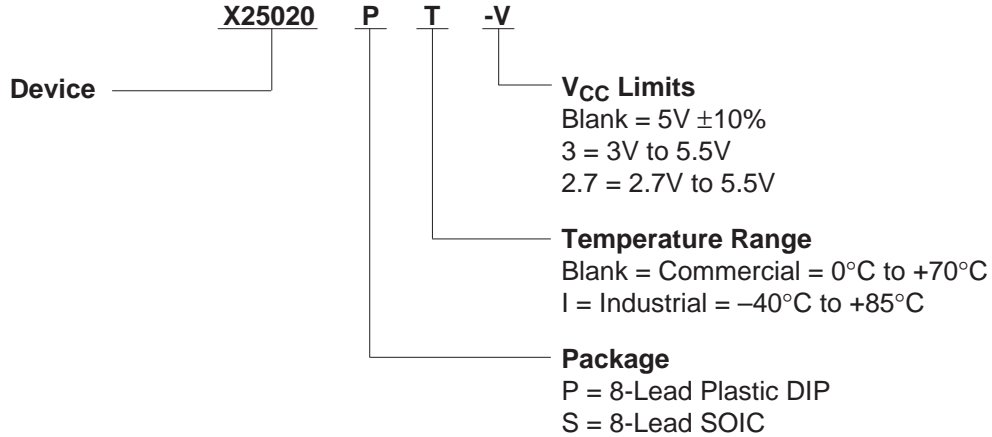 X25020 P T -V
Device
VCC Limits
Blank = 5V ±10%
3 = 3V to 5.5V
2.7 = 2.7V to 5.5V
Temperature Range
Blank = Commercial = 0°C to +70°C
I = Industrial = –40°C to +85°C
Package
P = 8-Lead Plastic DIP
S = 8-Lead SOIC